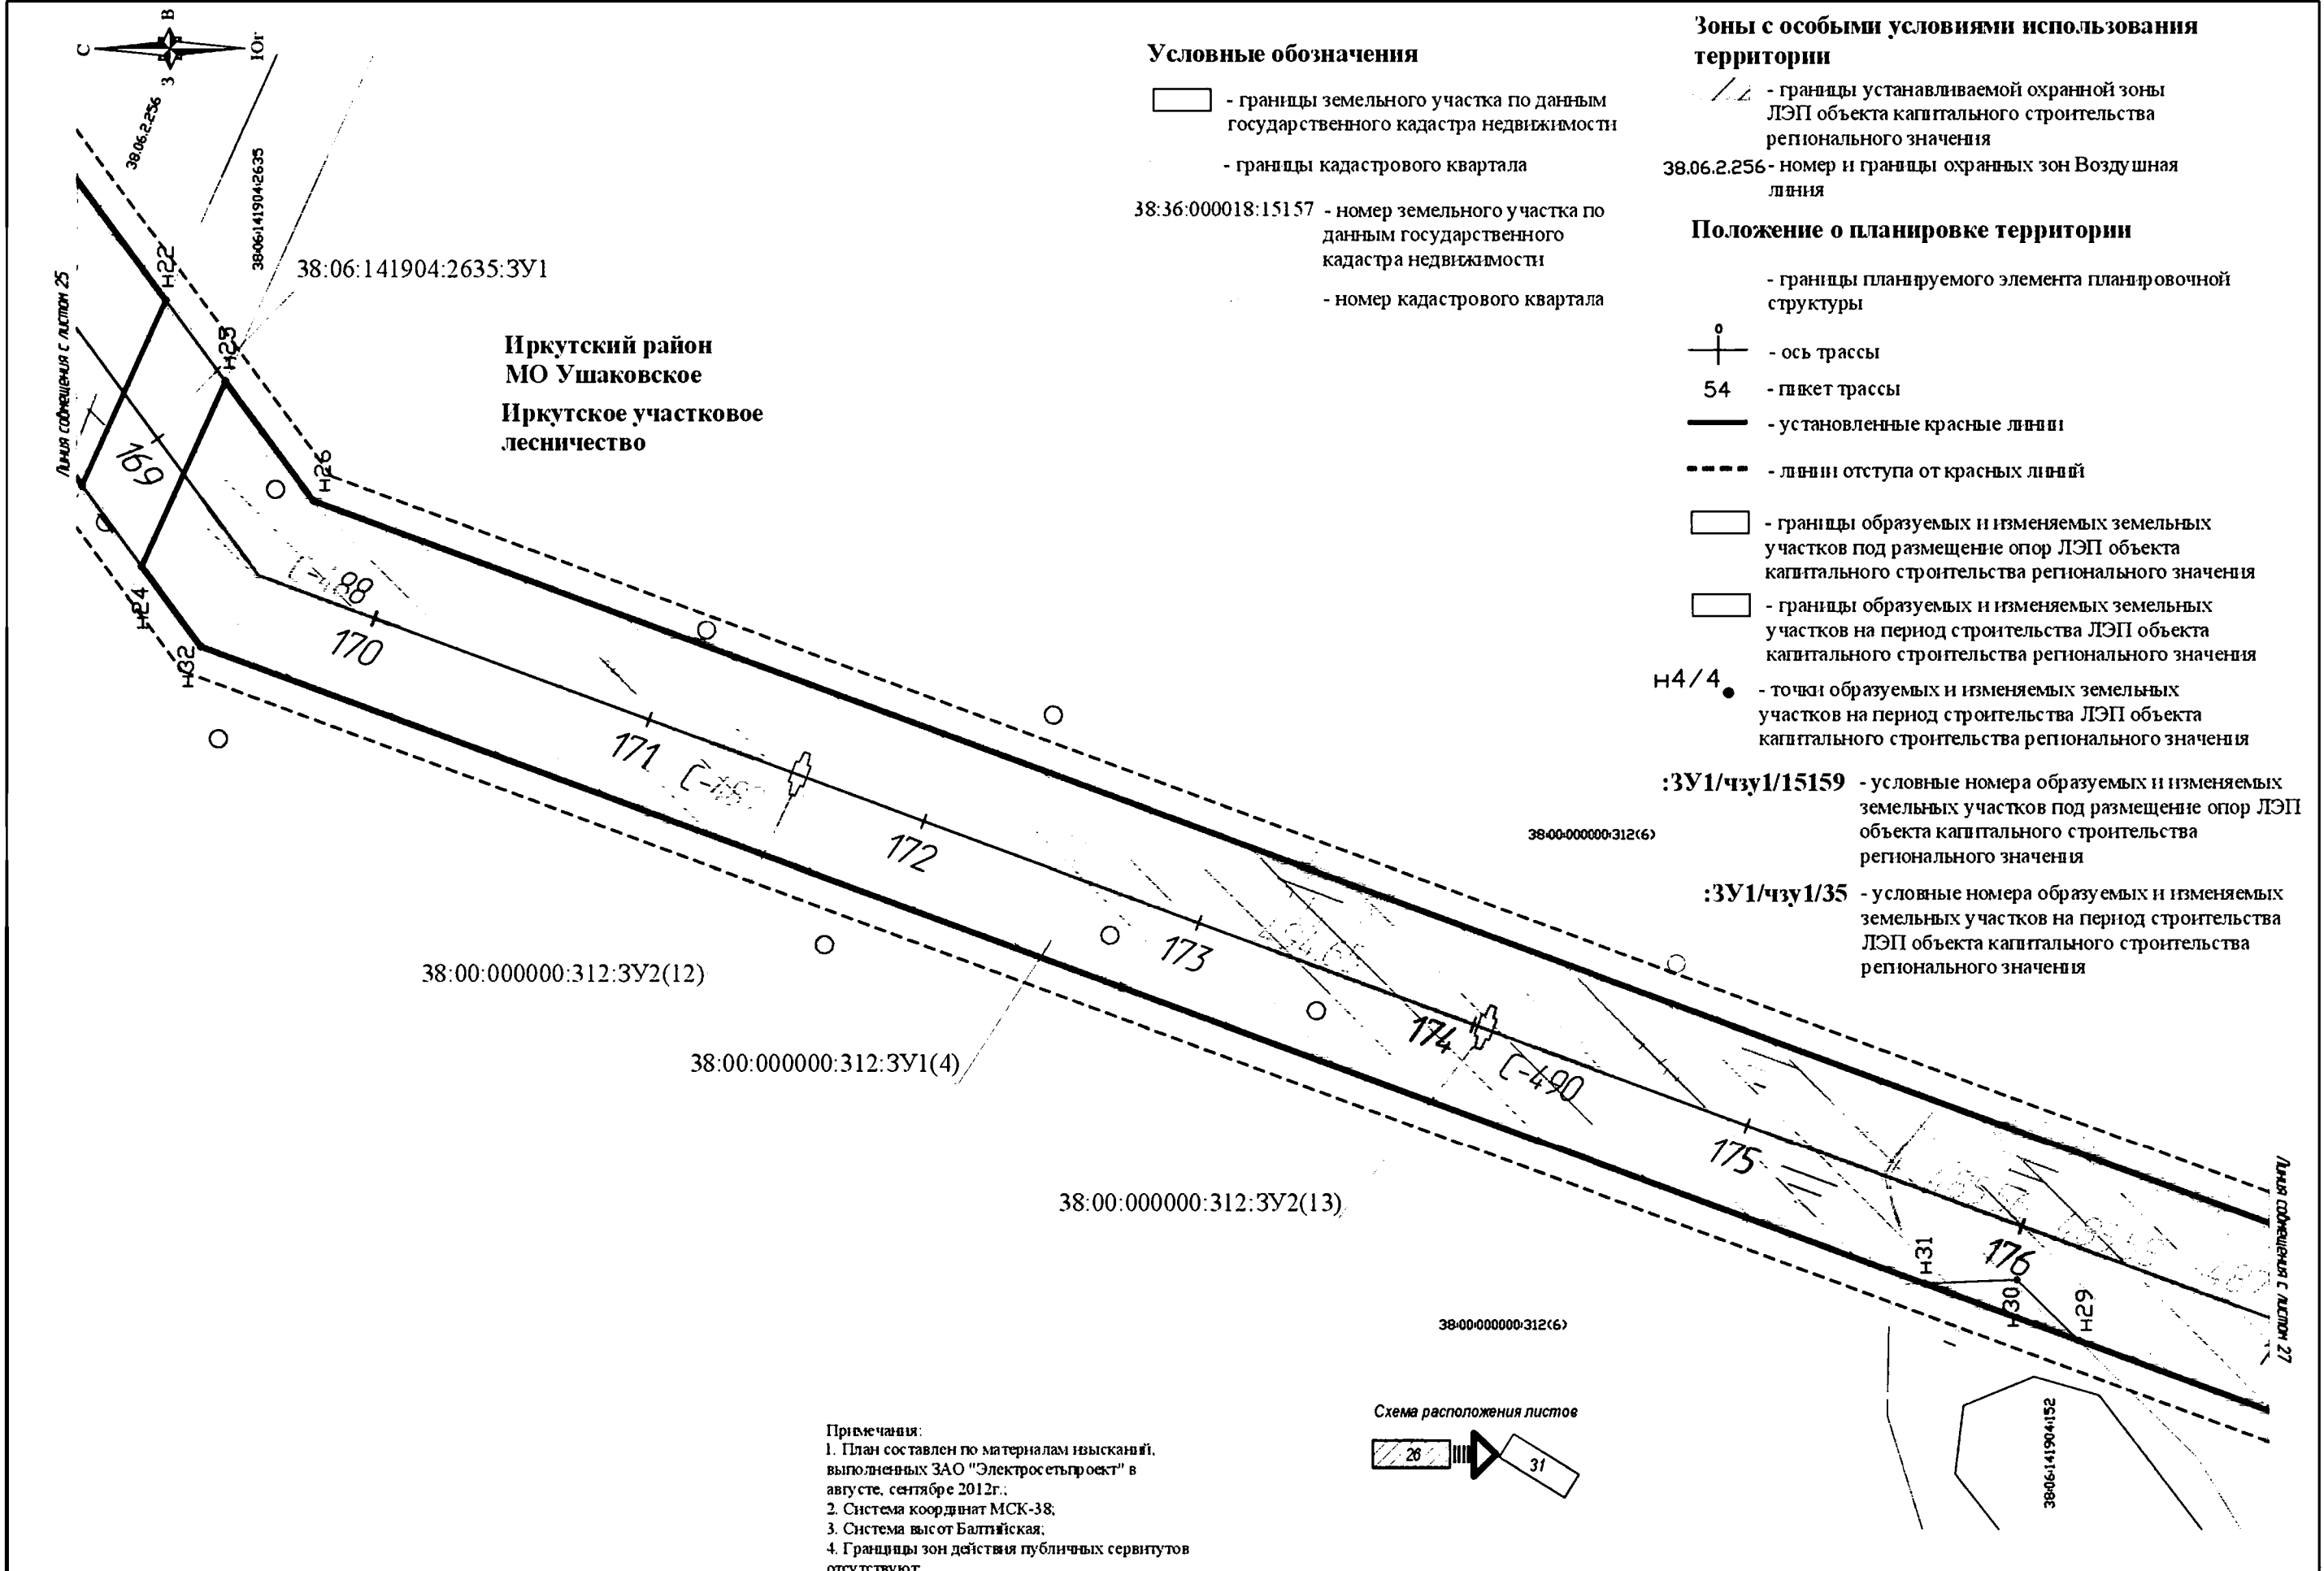 С
В
З
Юг
38.06.2.256
38:06:141904:2635
38:06:141904:2635:ЗУ1
Линия совмещения с листом 25
н22
н25
н26
н24
н32
169
170
171
172
173
174
175
176
С-490
н31
н30
н29
Иркутский район
МО Ушаковское
Иркутское участковое
лесничество
38:00:000000:312:ЗУ2(12)
38:00:000000:312:ЗУ1(4)
38:00:000000:312:ЗУ2(13)
38:00:000000:312(6)
38:00:000000:312(6)
38:06:141904:152
Линия совмещения с листом 27
Условные обозначения
- границы земельного участка по данным
государственного кадастра недвижимости
- границы кадастрового квартала
38:36:000018:15157 - номер земельного участка по
данным государственного
кадастра недвижимости
- номер кадастрового квартала
Зоны с особыми условиями использования
территории
- границы устанавливаемой охранной зоны
ЛЭП объекта капитального строительства
регионального значения
38.06.2.256 - номер и границы охранных зон Воздушная
линия
Положение о планировке территории
- границы планируемого элемента планировочной
структуры
- ось трассы
54 - пикет трассы
- установленные красные линии
- линии отступа от красных линий
- границы образуемых и изменяемых земельных
участков под размещение опор ЛЭП объекта
капитального строительства регионального значения
- границы образуемых и изменяемых земельных
участков на период строительства ЛЭП объекта
капитального строительства регионального значения
н4/4 - точки образуемых и изменяемых земельных
участков на период строительства ЛЭП объекта
капитального строительства регионального значения
:ЗУ1/чзу1/15159 - условные номера образуемых и изменяемых
земельных участков под размещение опор ЛЭП
объекта капитального строительства
регионального значения
:ЗУ1/чзу1/35 - условные номера образуемых и изменяемых
земельных участков на период строительства
ЛЭП объекта капитального строительства
регионального значения
Схема расположения листов
26
31
Примечания:
1. План составлен по материалам изысканий,
выполненных ЗАО "Электросетьпроект" в
августе, сентябре 2012г.;
2. Система координат МСК-38;
3. Система высот Балтийская;
4. Границицы зон действия публичных сервитутов
отсутствуют